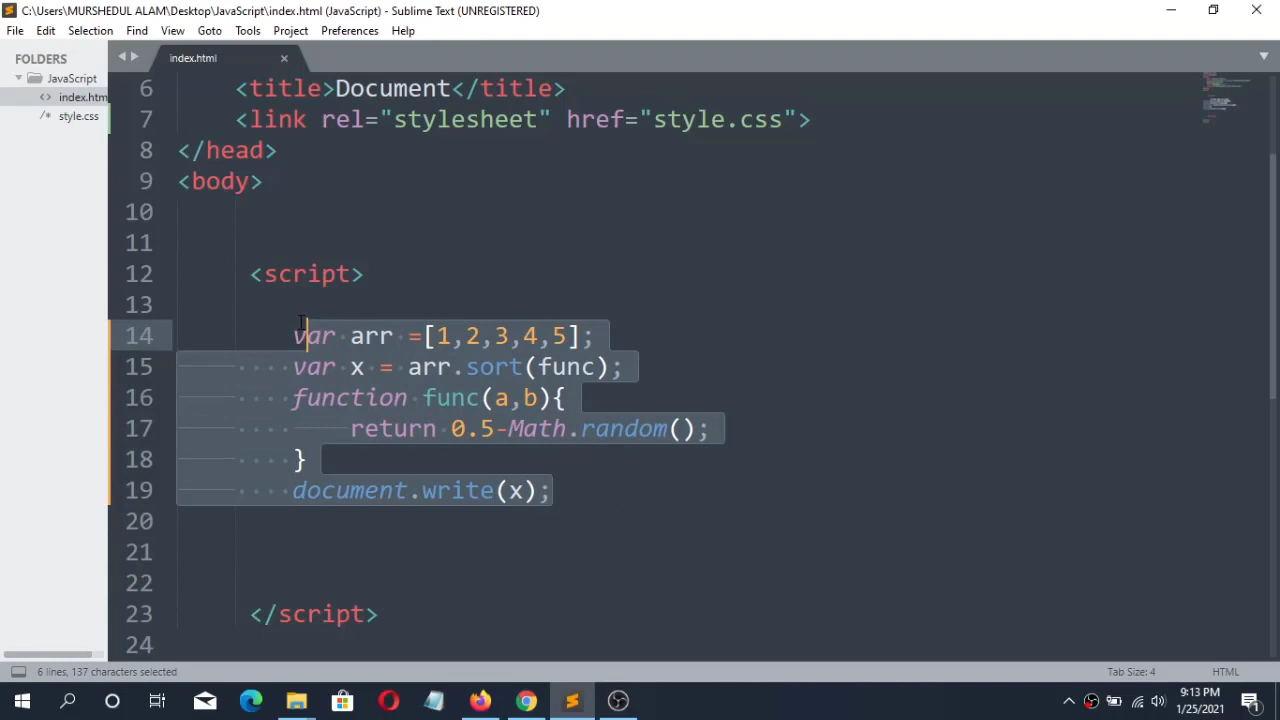 C:\Users\MURSHEDUL ALAM\Desktop\JavaScript\index.html (JavaScript) - Sublime Text (UNREGISTERED)
File Edit Selection Find View Goto Tools Project Preferences Help
FOLDERS
JavaScript
<> index.htm
/* style.css
index.html
6 <title>Document</title>
7 <link rel="stylesheet" href="style.css">
8 </head>
9 <body>
10
11
12 <script>
13
14 var arr =[1,2,3,4,5];
15 var x = arr.sort(func);
16 function func(a,b){
17 return 0.5-Math.random();
18 }
19 document.write(x);
20
21
22
23 </script>
24
6 lines, 137 characters selected
Tab Size: 4
HTML
9:13 PM
1/25/2021